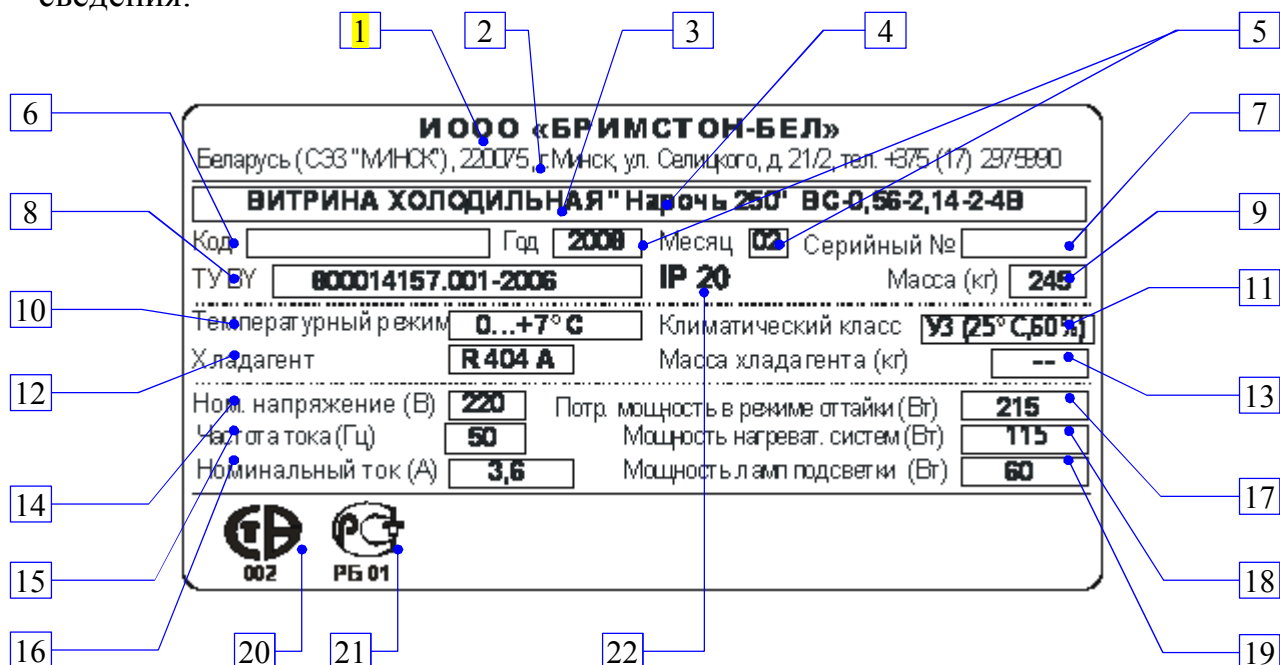 сведения:
1 2 3 4 5
6 7
ИООО «БРИМСТОН-БЕЛ»
Беларусь (СЭЗ "МИНСК"), 220075, г.Минск, ул. Селицкого, д. 21/2, тел. +375 (17) 2975990
ВИТРИНА ХОЛОДИЛЬНАЯ "Нарочь 250" ВС-0,56-2,14-2-4В
8 9
Код Год 2008 Месяц 02 Серийный №
ТУ BY 800014157.001-2006 IP 20 Масса (кг) 245
10 11
Температурный режим 0...+7°С Климатический класс У3 (25°С,60%)
Хладагент R 404 A Масса хладагента (кг) --
12 13
Ном. напряжение (В) 220 Потр. мощность в режиме оттайки (Вт) 215
Частота тока (Гц) 50 Мощность нагреват. систем (Вт) 115
Номинальный ток (А) 3,6 Мощность ламп подсветки (Вт) 60
14 17
002 РБ 01
15 18
16 20 21 22 19